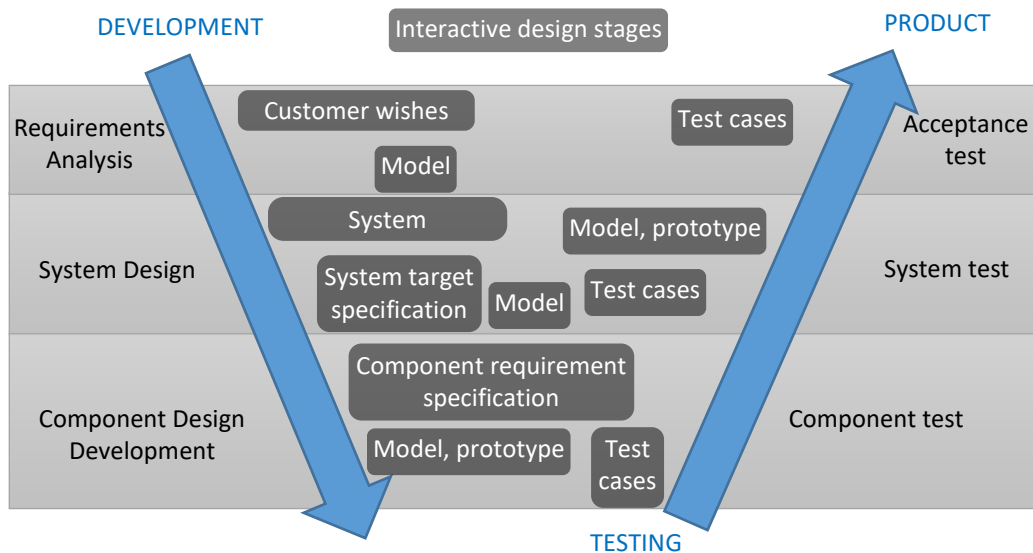 DEVELOPMENT
Interactive design stages
PRODUCT
Requirements
Analysis
Customer wishes
Model
Test cases
Acceptance
test
System Design
System
System target
specification
Model
Model, prototype
Test cases
System test
Component Design
Development
Component requirement
specification
Model, prototype
Test
cases
Component test
TESTING